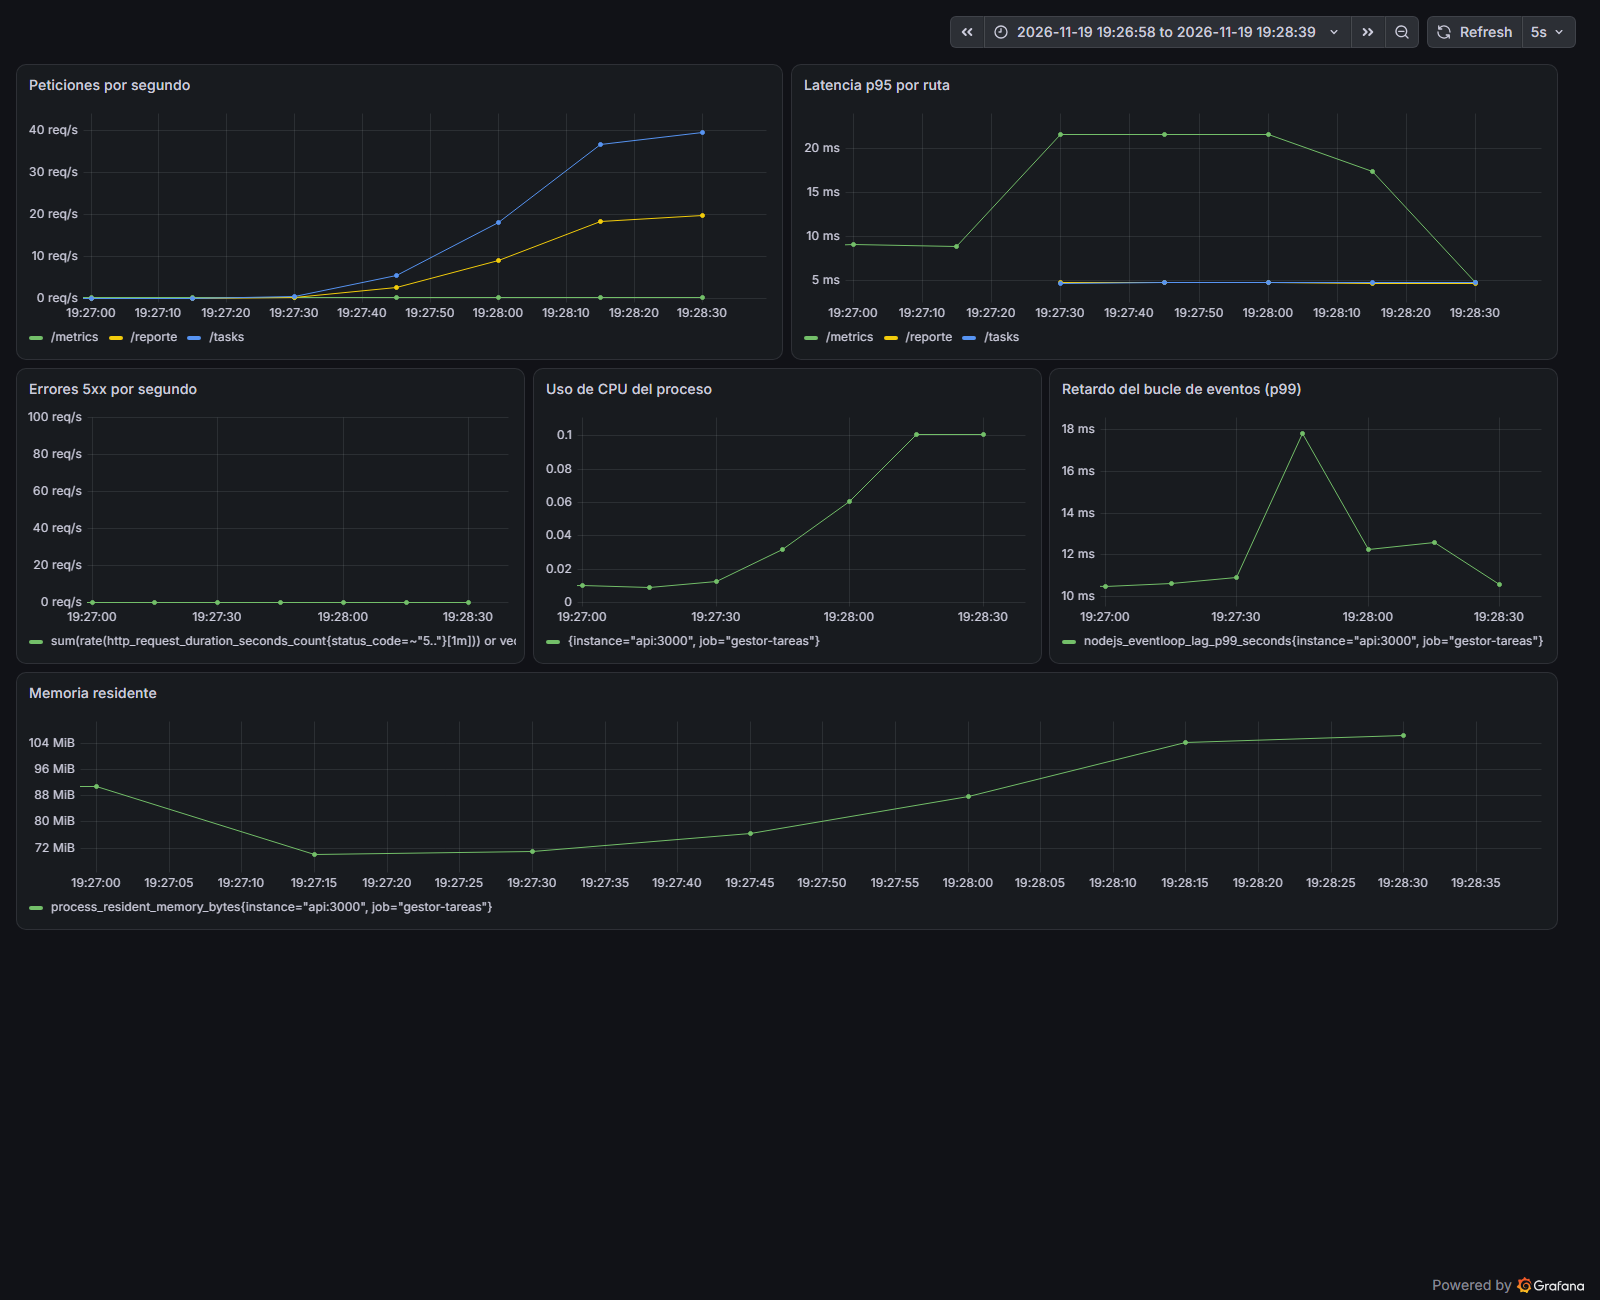 2026-11-19 19:26:58 to 2026-11-19 19:28:39 Refresh 5s
Peticiones por segundo
40 req/s
30 req/s
20 req/s
10 req/s
0 req/s
19:27:00 19:27:10 19:27:20 19:27:30 19:27:40 19:27:50 19:28:00 19:28:10 19:28:20 19:28:30
/metrics /reporte /tasks
Latencia p95 por ruta
20 ms
15 ms
10 ms
5 ms
19:27:00 19:27:10 19:27:20 19:27:30 19:27:40 19:27:50 19:28:00 19:28:10 19:28:20 19:28:30
/metrics /reporte /tasks
Errores 5xx por segundo
100 req/s
80 req/s
60 req/s
40 req/s
20 req/s
0 req/s
19:27:00 19:27:30 19:28:00 19:28:30
sum(rate(http_request_duration_seconds_count{status_code=~"5.."}[1m])) or vec
Uso de CPU del proceso
0.1
0.08
0.06
0.04
0.02
0
19:27:00 19:27:30 19:28:00 19:28:30
{instance="api:3000", job="gestor-tareas"}
Retardo del bucle de eventos (p99)
18 ms
16 ms
14 ms
12 ms
10 ms
19:27:00 19:27:30 19:28:00 19:28:30
nodejs_eventloop_lag_p99_seconds{instance="api:3000", job="gestor-tareas"}
Memoria residente
104 MiB
96 MiB
88 MiB
80 MiB
72 MiB
19:27:00 19:27:05 19:27:10 19:27:15 19:27:20 19:27:25 19:27:30 19:27:35 19:27:40 19:27:45 19:27:50 19:27:55 19:28:00 19:28:05 19:28:10 19:28:15 19:28:20 19:28:25 19:28:30 19:28:35
process_resident_memory_bytes{instance="api:3000", job="gestor-tareas"}
Powered by Grafana